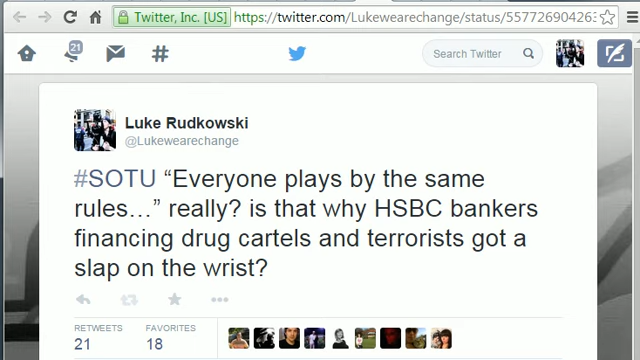 Twitter, Inc. [US] https://twitter.com/Lukewearechange/status/557726904263
21
#
Search Twitter
Luke Rudkowski
@Lukewearechange
#SOTU “Everyone plays by the same
rules...” really? is that why HSBC bankers
financing drug cartels and terrorists got a
slap on the wrist?
RETWEETS FAVORITES
21 18